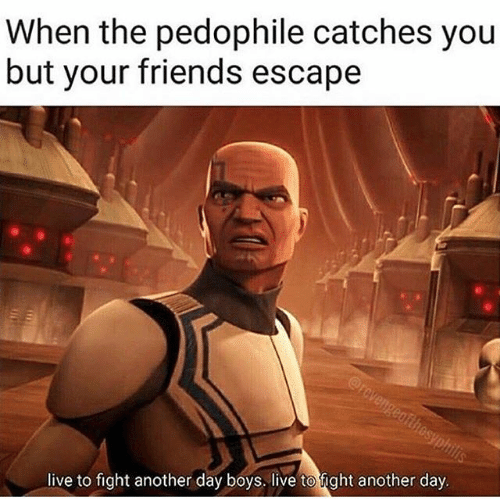 When the pedophile catches you
but your friends escape
@revengeofthesyphilis
live to fight another day boys. live to fight another day.